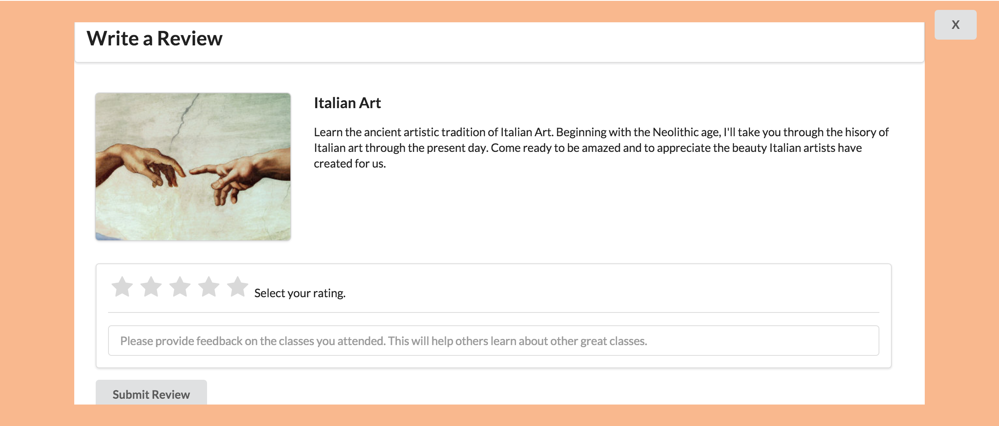 X
Write a Review
Italian Art
Learn the ancient artistic tradition of Italian Art. Beginning with the Neolithic age, I'll take you through the hisory of
Italian art through the present day. Come ready to be amazed and to appreciate the beauty Italian artists have
created for us.
Select your rating.
Please provide feedback on the classes you attended. This will help others learn about other great classes.
Submit Review